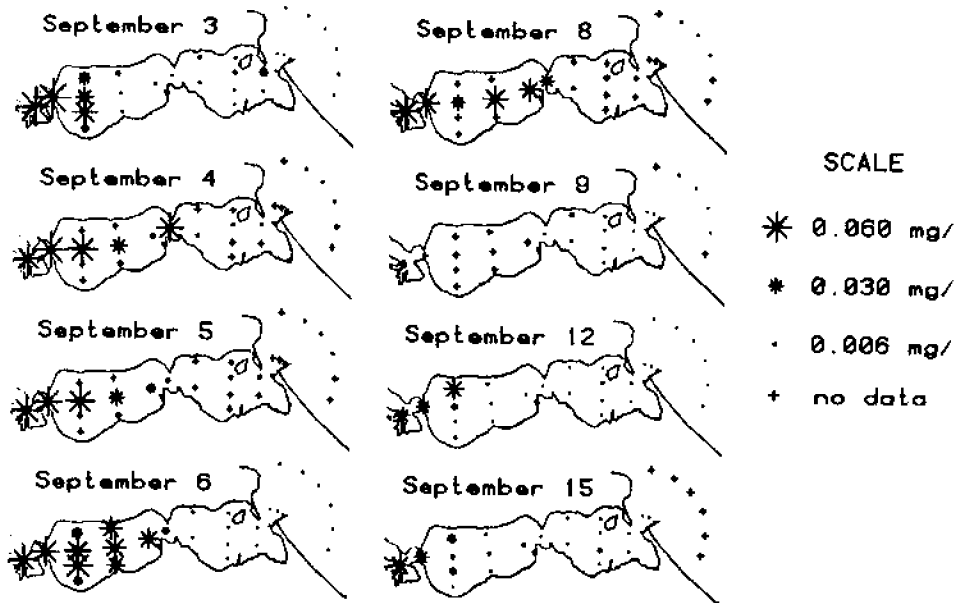 September 3
September 8
September 4
September 9
September 5
September 12
September 6
September 15
SCALE
0.060 mg/
0.030 mg/
0.006 mg/
+ no data